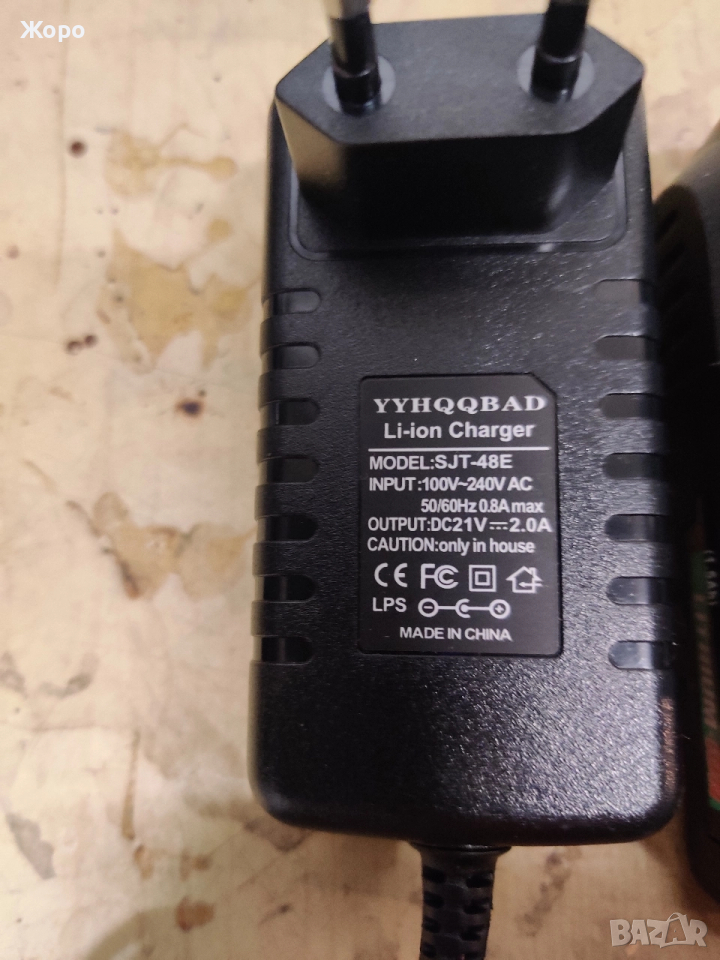 Жоро
YYHQQBAD
Li-ion Charger
MODEL:SJT-48E
INPUT:100V~240V AC
50/60Hz 0.8A max
OUTPUT:DC21V⎓2.0A
CAUTION:only in house
CE FC
LPS
MADE IN CHINA
BAZAR